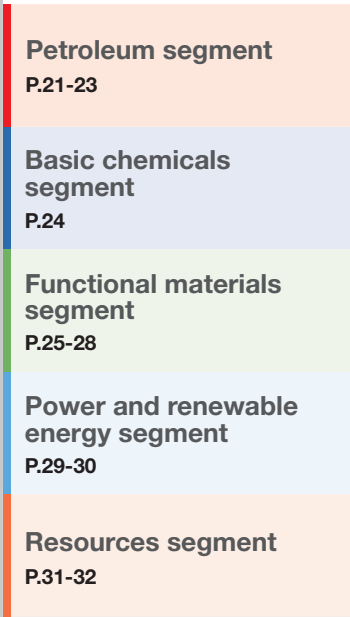 Petroleum segment
P.21-23
Basic chemicals
segment
P.24
Functional materials
segment
P.25-28
Power and renewable
energy segment
P.29-30
Resources segment
P.31-32